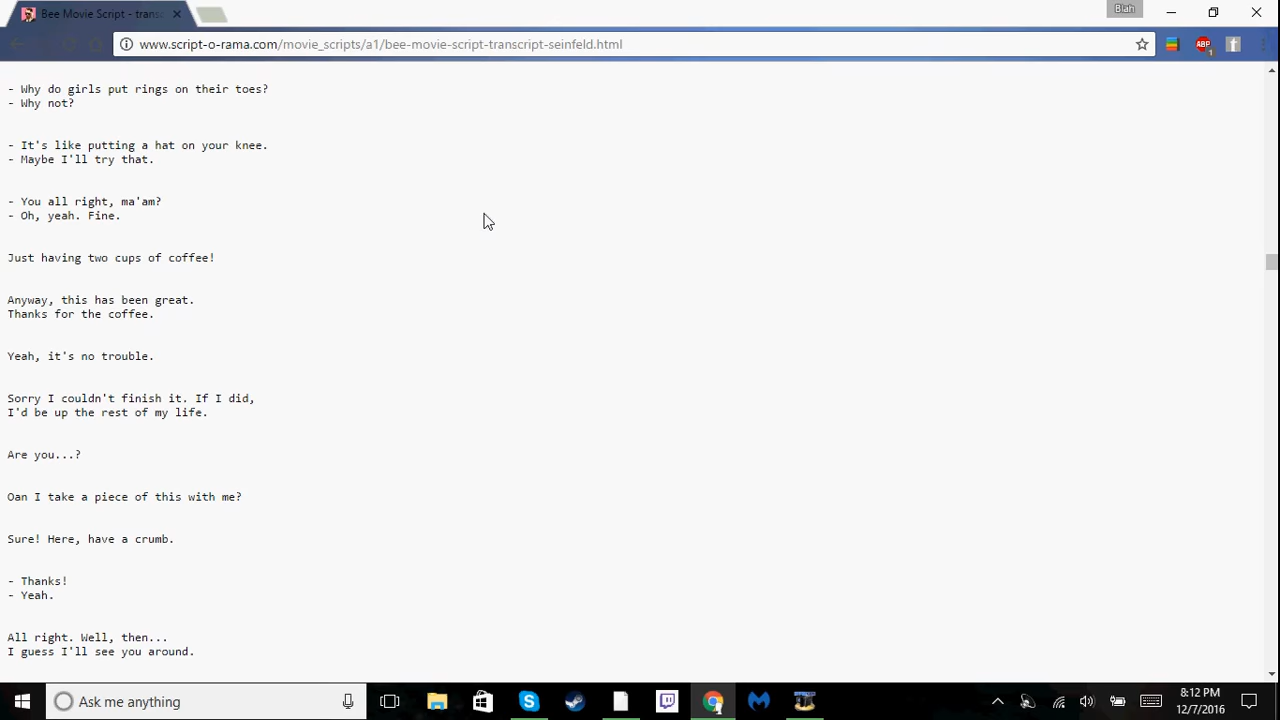 Bee Movie Script - trans
Blah
www.script-o-rama.com/movie_scripts/a1/bee-movie-script-transcript-seinfeld.html
ABP
1
- Why do girls put rings on their toes?
- Why not?
- It's like putting a hat on your knee.
- Maybe I'll try that.
- You all right, ma'am?
- Oh, yeah. Fine.
Just having two cups of coffee!
Anyway, this has been great.
Thanks for the coffee.
Yeah, it's no trouble.
Sorry I couldn't finish it. If I did,
I'd be up the rest of my life.
Are you...?
Oan I take a piece of this with me?
Sure! Here, have a crumb.
- Thanks!
- Yeah.
All right. Well, then...
I guess I'll see you around.
Ask me anything
8:12 PM
12/7/2016